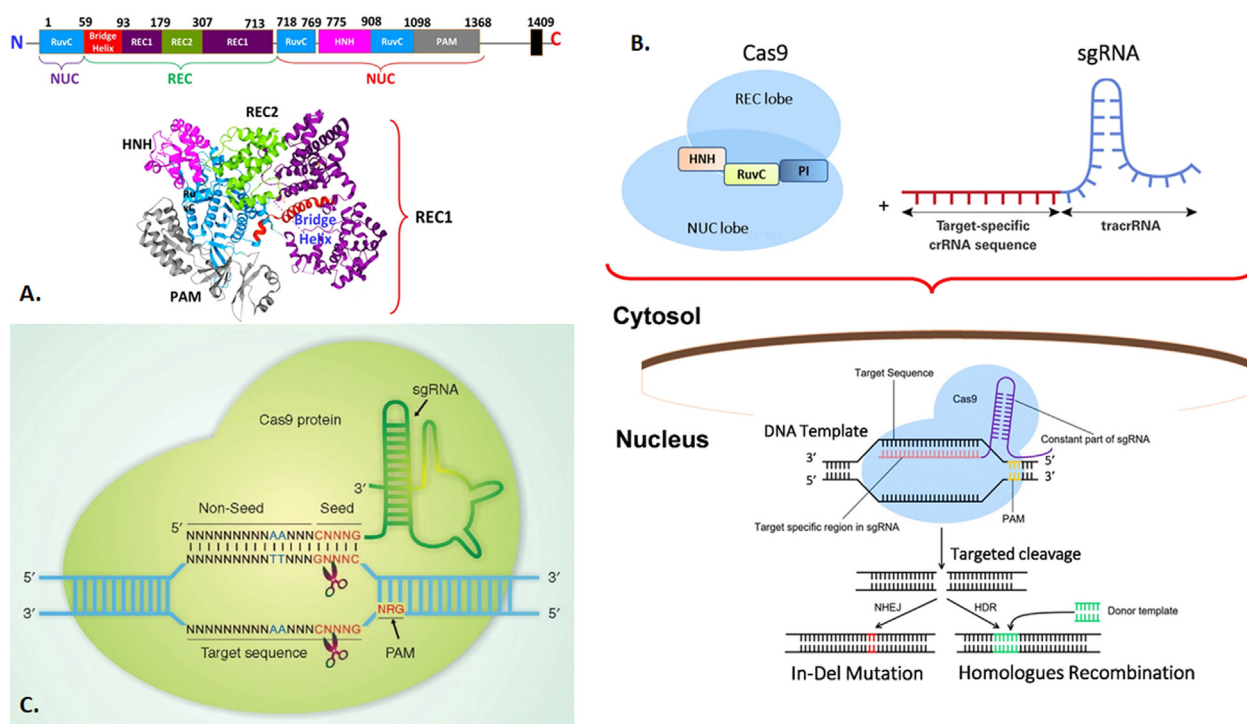 1 59 93 179 307 713 718 769 775 908 1098 1368 1409
N RuvC Bridge Helix REC1 REC2 REC1 RuvC HNH RuvC PAM C
NUC REC NUC
REC2
HNH
RuvC
Bridge
Helix
REC1
PAM
A.
B.
Cas9
sgRNA
REC lobe
HNH
RuvC
PI
NUC lobe
+
Target-specific
crRNA sequence
tracrRNA
Cytosol
Nucleus
Target Sequence
Cas9
DNA Template
Constant part of sgRNA
3' 5'
5' 3'
Target specific region in sgRNA
PAM
Targeted cleavage
NHEJ HDR
Donor template
In-Del Mutation
Homologues Recombination
sgRNA
Cas9 protein
3'
Non-Seed Seed
5'
NNNNNNNNNAANNNCNNNG
NNNNNNNNNTTNNNGNNNC
5' 3'
3' 5'
NRG
NNNNNNNNNAANNNCNNNG
Target sequence
PAM
C.